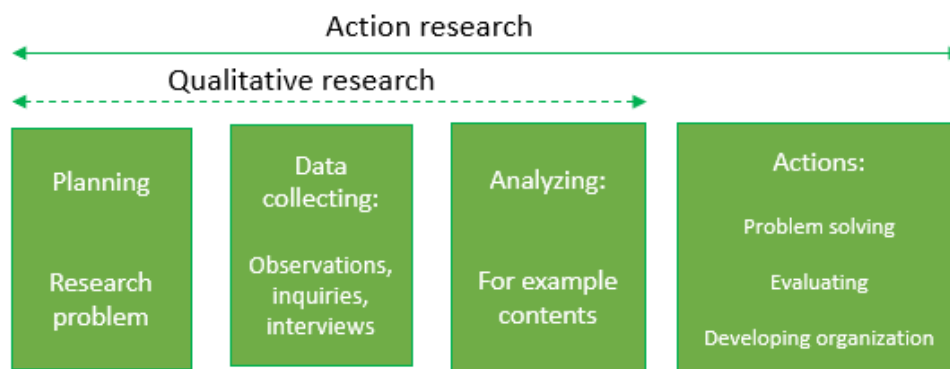 Action research
Qualitative research
Planning
Research
problem
Data
collecting:
Observations,
inquiries,
interviews
Analyzing:
For example
contents
Actions:
Problem solving
Evaluating
Developing organization